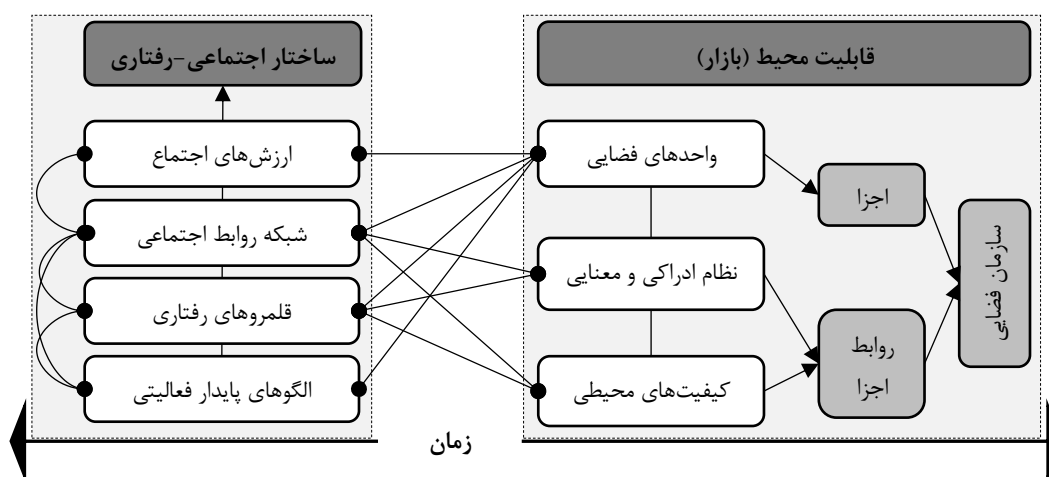 قابلیت محیط (بازار)
واحدهای فضایی
نظام ادراکی و معنایی
کیفیت‌های محیطی
اجزا
روابط
اجزا
سازمان فضایی
ساختار اجتماعی-رفتاری
ارزش‌های اجتماع
شبکه روابط اجتماعی
قلمروهای رفتاری
الگوهای پایدار فعالیتی
زمان